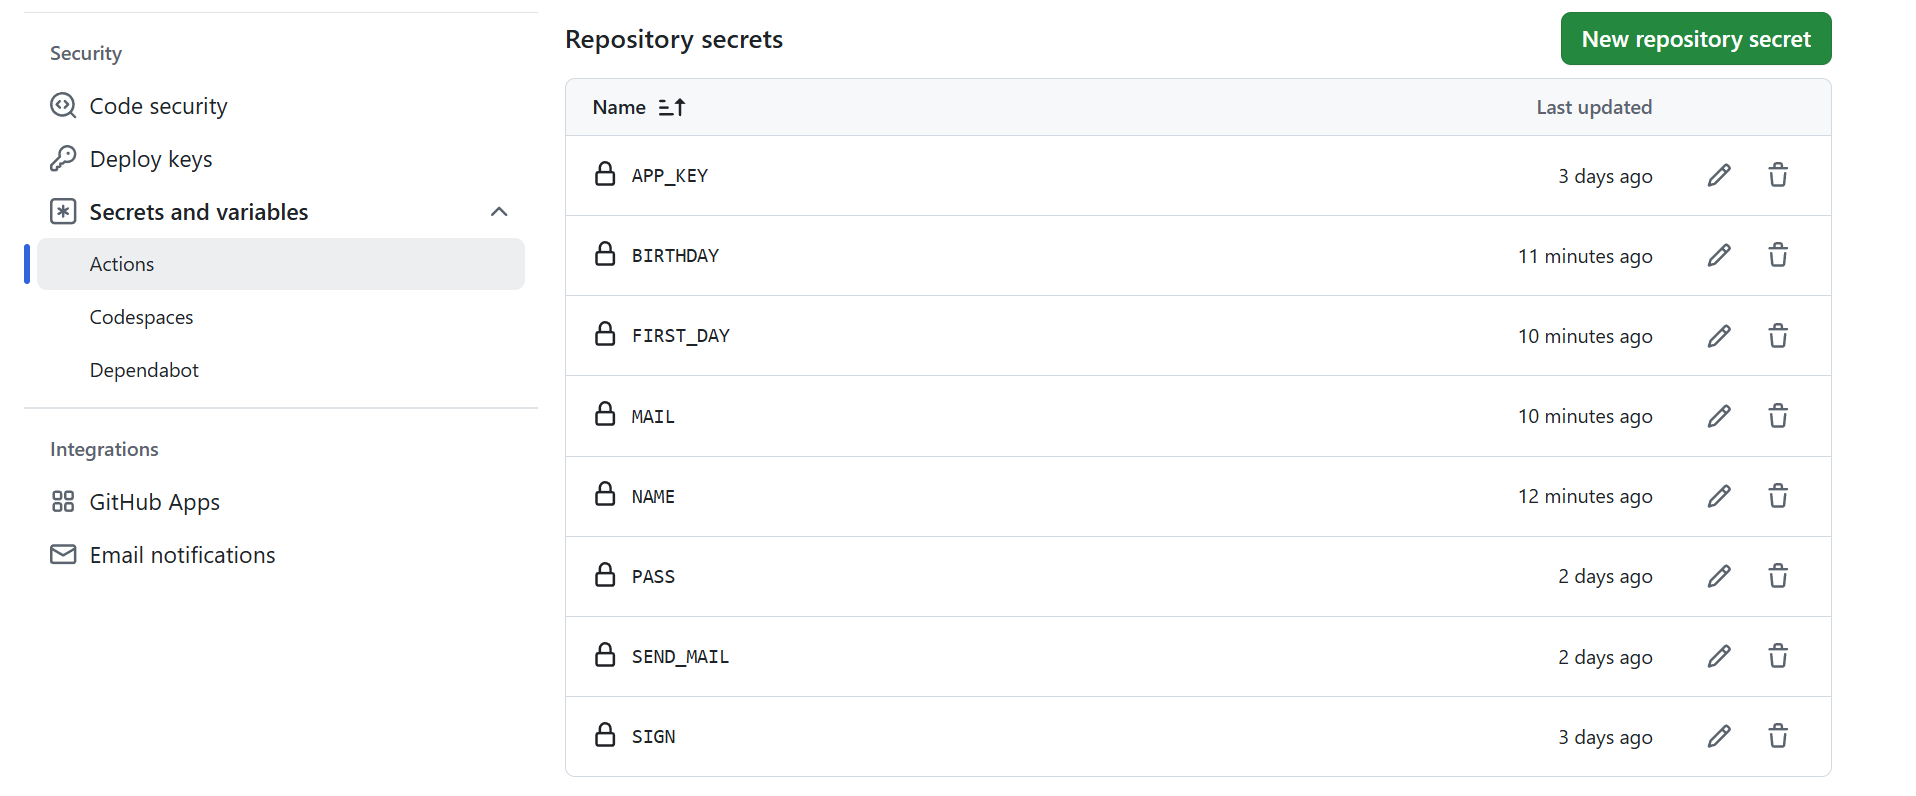 Security
Code security
Deploy keys
Secrets and variables
Actions
Codespaces
Dependabot
Integrations
GitHub Apps
Email notifications
Repository secrets
New repository secret
Name Last updated
APP_KEY 3 days ago
BIRTHDAY 11 minutes ago
FIRST_DAY 10 minutes ago
MAIL 10 minutes ago
NAME 12 minutes ago
PASS 2 days ago
SEND_MAIL 2 days ago
SIGN 3 days ago